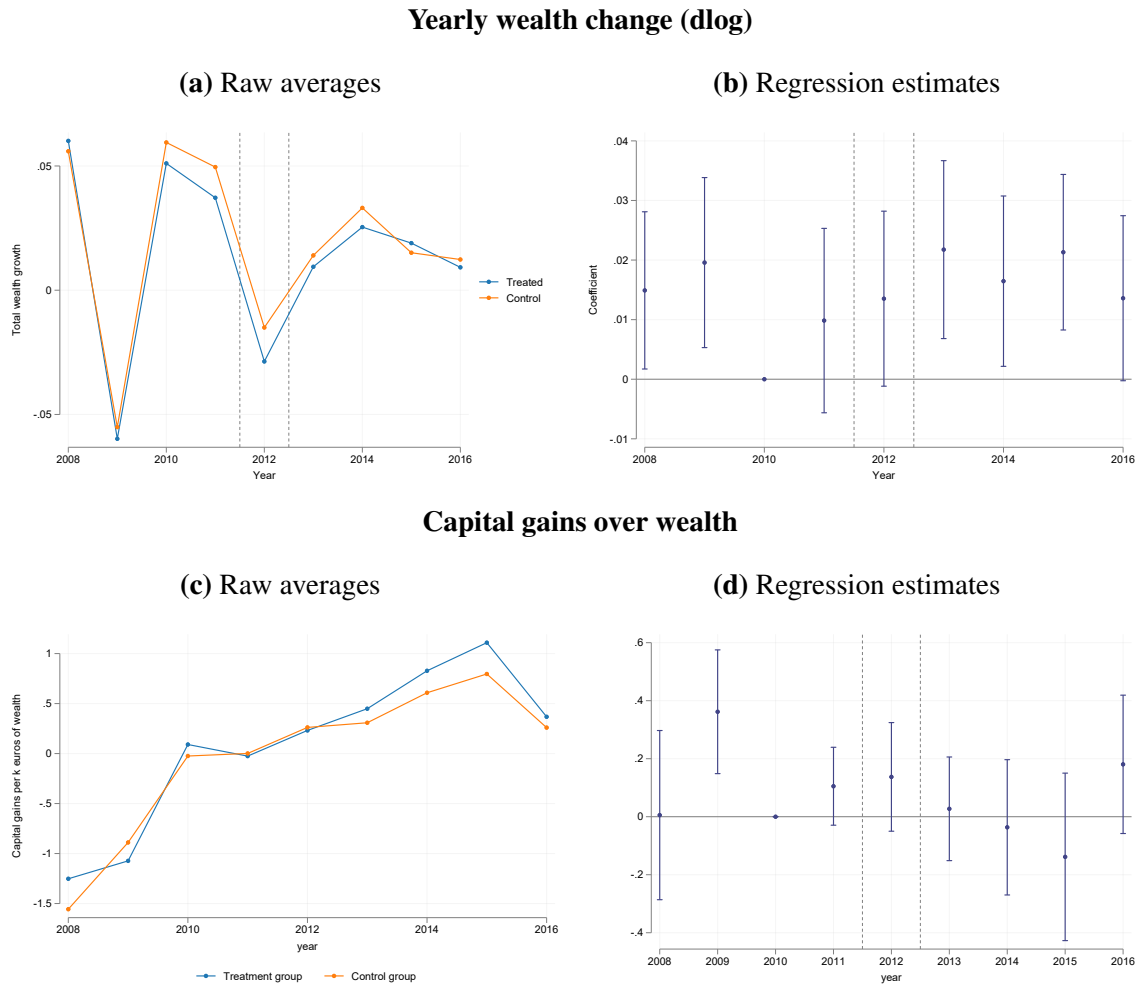 Yearly wealth change (dlog)
(a) Raw averages
(b) Regression estimates
.05
0
-.05
Total wealth growth
2008
2010
2012
2014
2016
Year
Treated
Control
.04
.03
.02
.01
0
-.01
Coefficient
2008
2010
2012
2014
2016
Year
Capital gains over wealth
(c) Raw averages
(d) Regression estimates
1
.5
0
-.5
-1
-1.5
Capital gains per k euros of wealth
2008
2010
2012
2014
2016
year
Treatment group
Control group
.6
.4
.2
0
-.2
-.4
2008
2009
2010
2011
2012
2013
2014
2015
2016
year